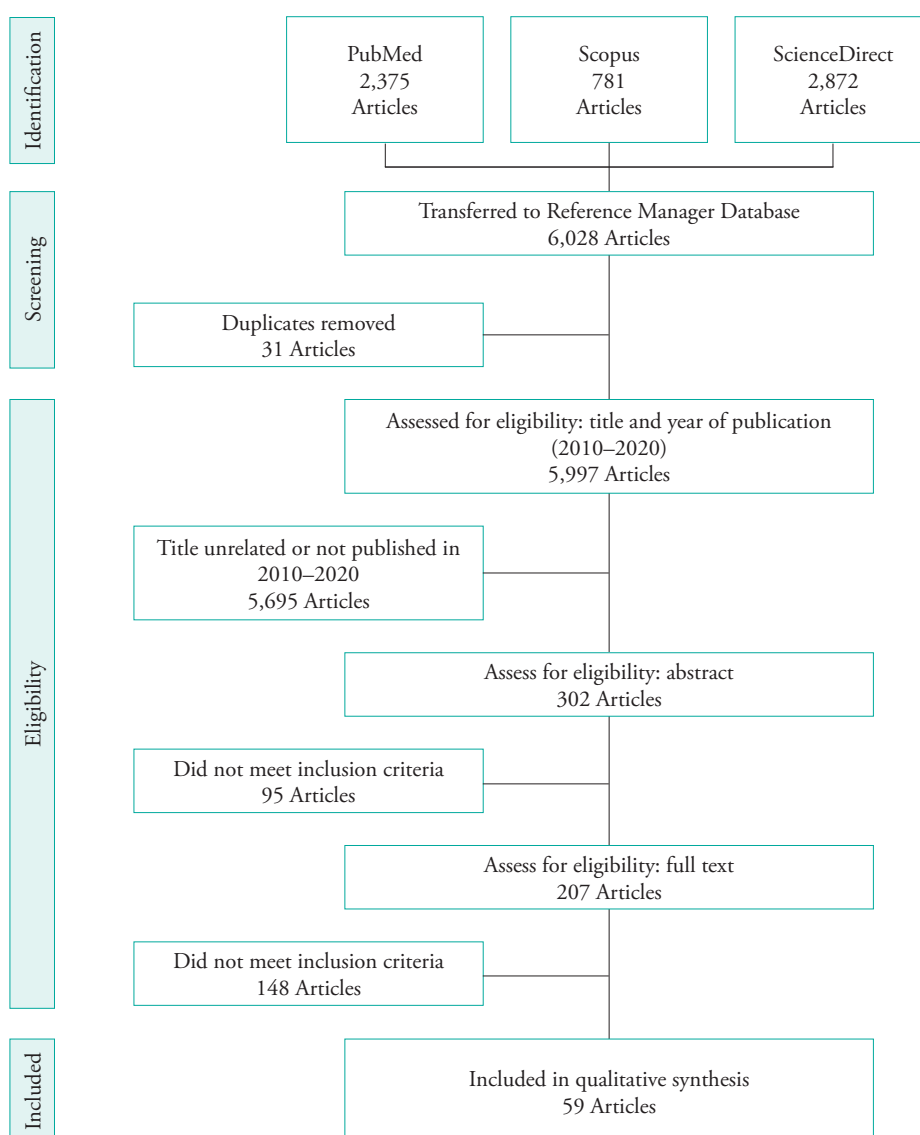 Identification
PubMed
2,375
Articles
Scopus
781
Articles
ScienceDirect
2,872
Articles
Screening
Transferred to Reference Manager Database
6,028 Articles
Duplicates removed
31 Articles
Eligibility
Assessed for eligibility: title and year of publication
(2010–2020)
5,997 Articles
Title unrelated or not published in
2010–2020
5,695 Articles
Assess for eligibility: abstract
302 Articles
Did not meet inclusion criteria
95 Articles
Assess for eligibility: full text
207 Articles
Did not meet inclusion criteria
148 Articles
Included
Included in qualitative synthesis
59 Articles